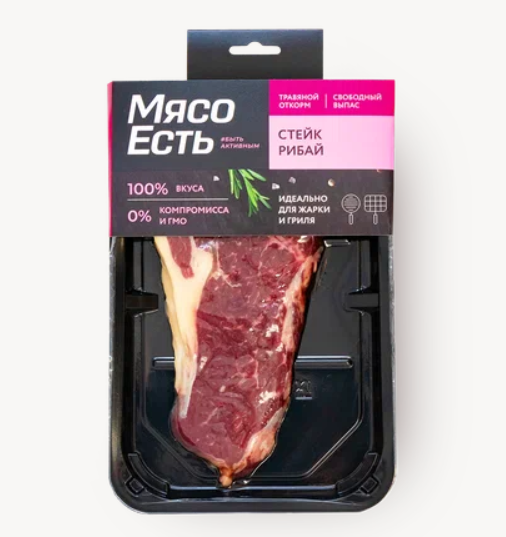 Мясо
Есть
#БЫТЬ
АКТИВНЫМ
ТРАВЯНОЙ
ОТКОРМ
СВОБОДНЫЙ
ВЫПАС
СТЕЙК
РИБАЙ
100% ВКУСА
0% КОМПРОМИССА
И ГМО
ИДЕАЛЬНО
ДЛЯ ЖАРКИ
И ГРИЛЯ